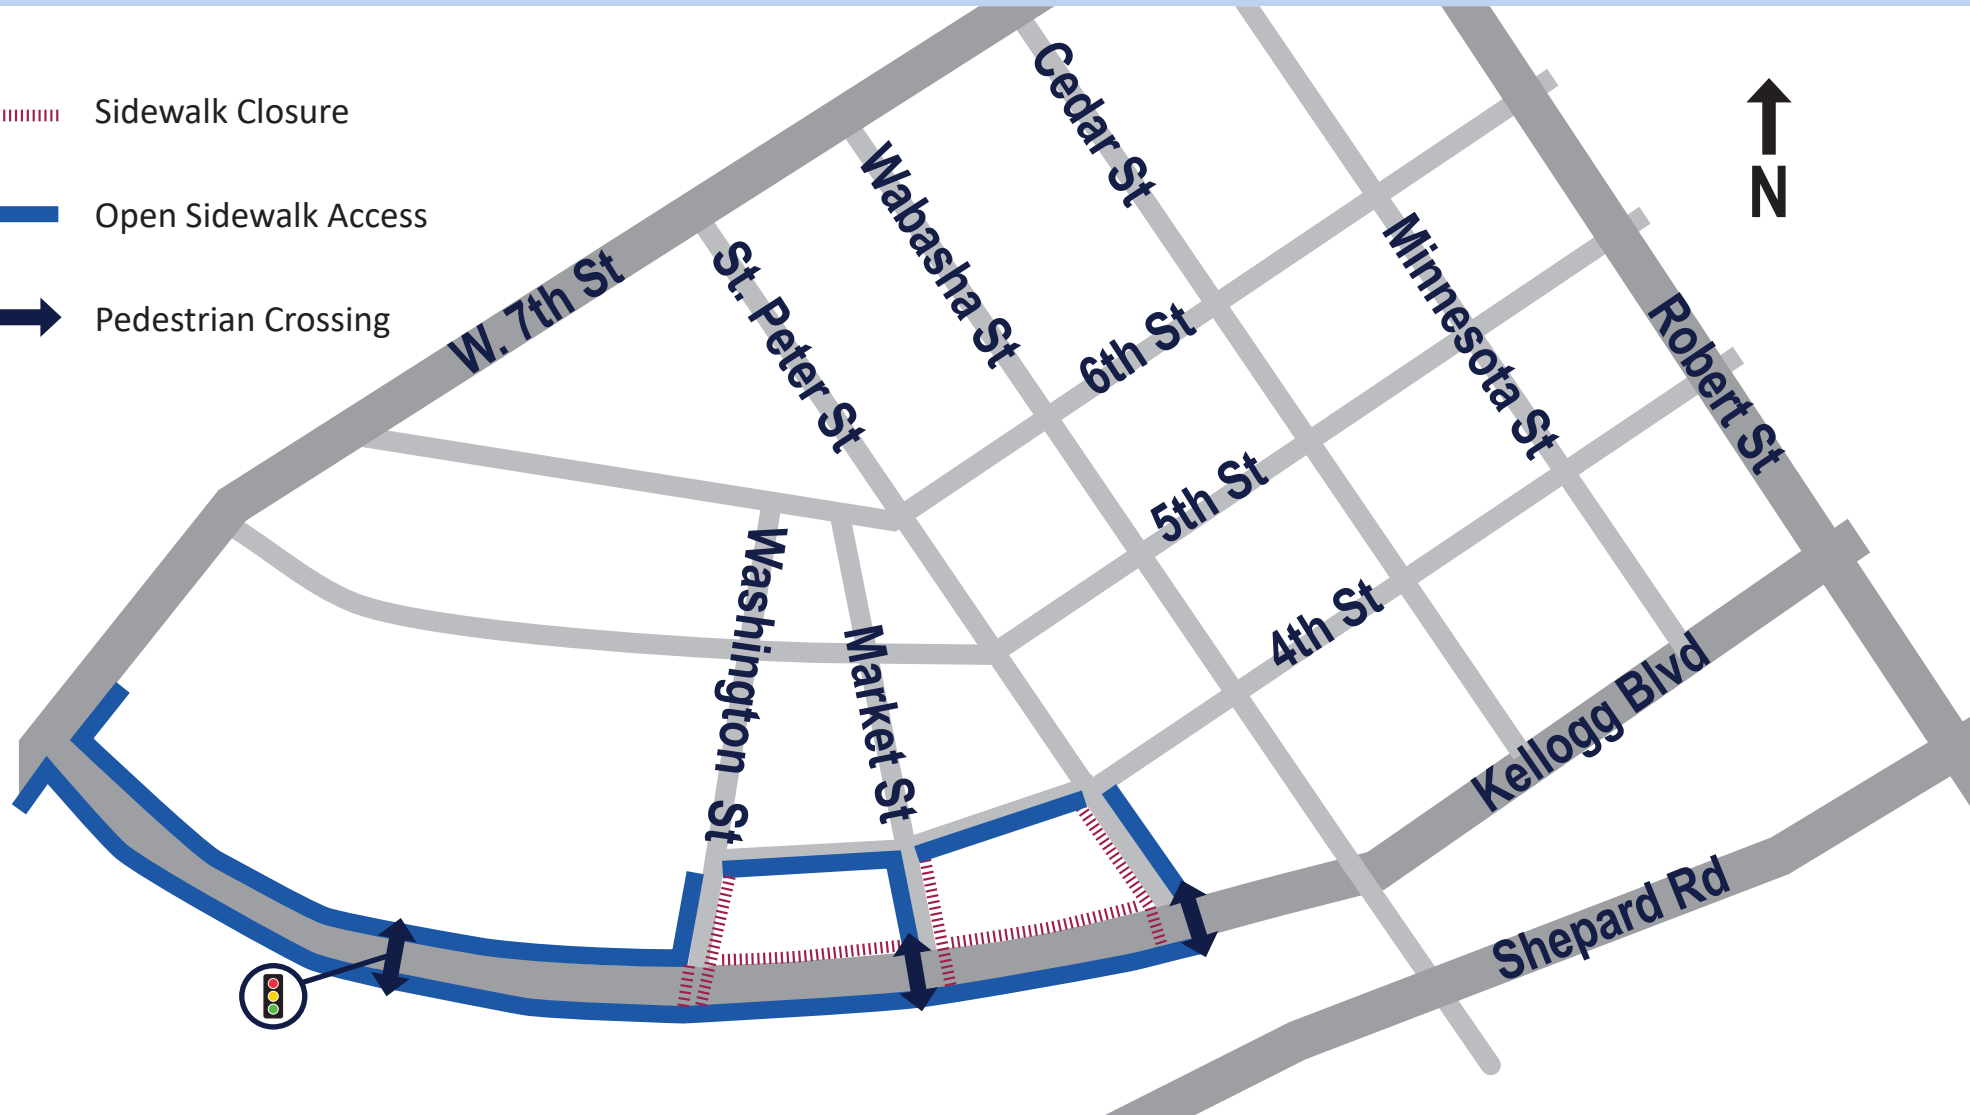 Sidewalk Closure
Open Sidewalk Access
Pedestrian Crossing
N
W. 7th St
St. Peter St
Wabasha St
Cedar St
Minnesota St
Robert St
6th St
5th St
4th St
Washington St
Market St
Kellogg Blvd
Shepard Rd